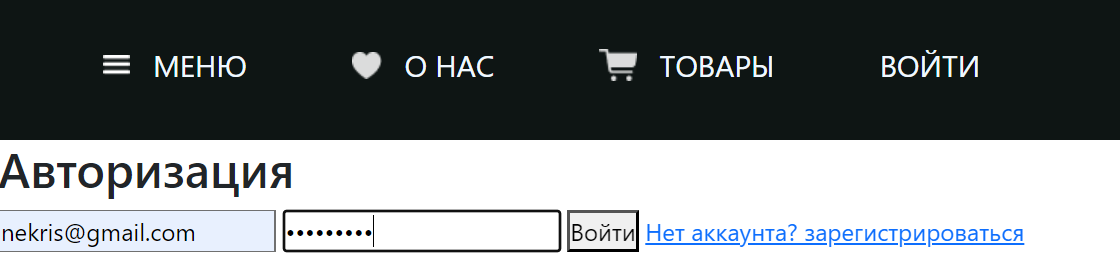 МЕНЮ О НАС ТОВАРЫ ВОЙТИ
Авторизация
nekris@gmail.com ••••••••• Войти Нет аккаунта? зарегистрироваться